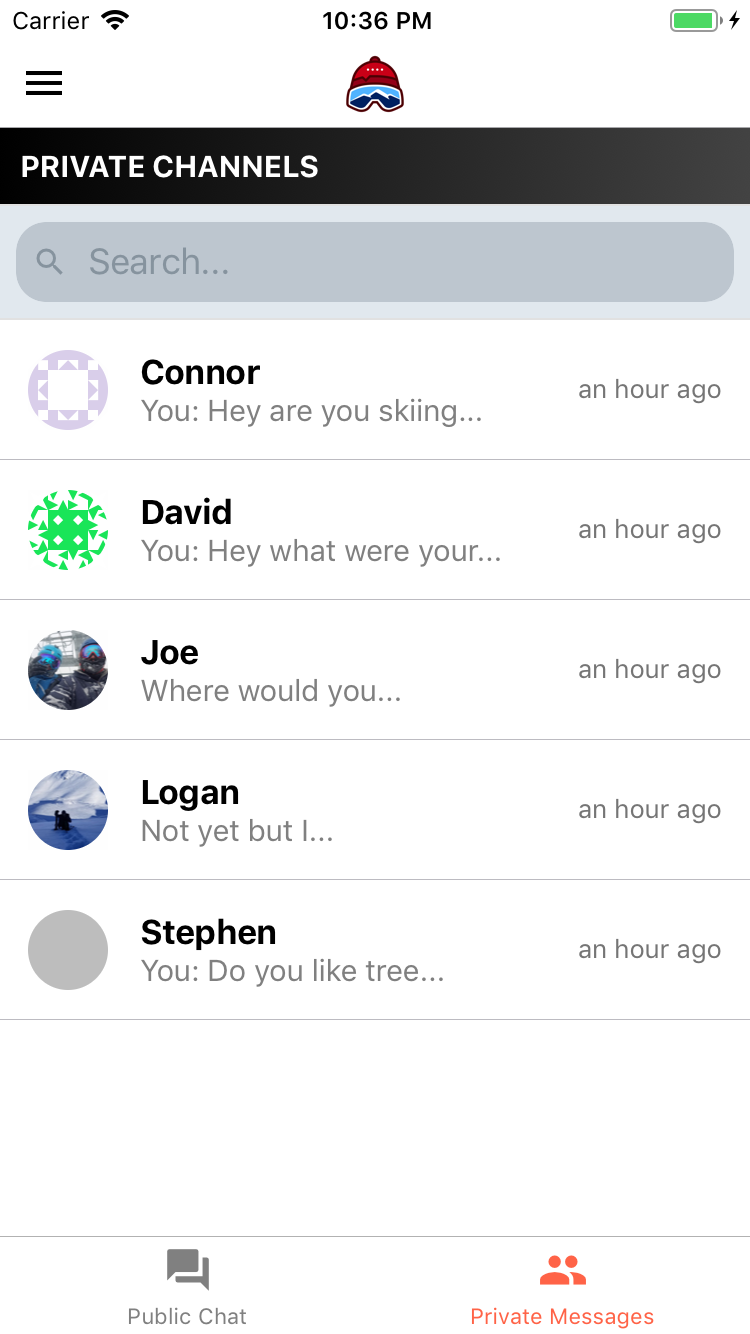 Carrier 10:36 PM
PRIVATE CHANNELS
Search...
Connor
You: Hey are you skiing...
an hour ago
David
You: Hey what were your...
an hour ago
Joe
Where would you...
an hour ago
Logan
Not yet but I...
an hour ago
Stephen
You: Do you like tree...
an hour ago
Public Chat
Private Messages